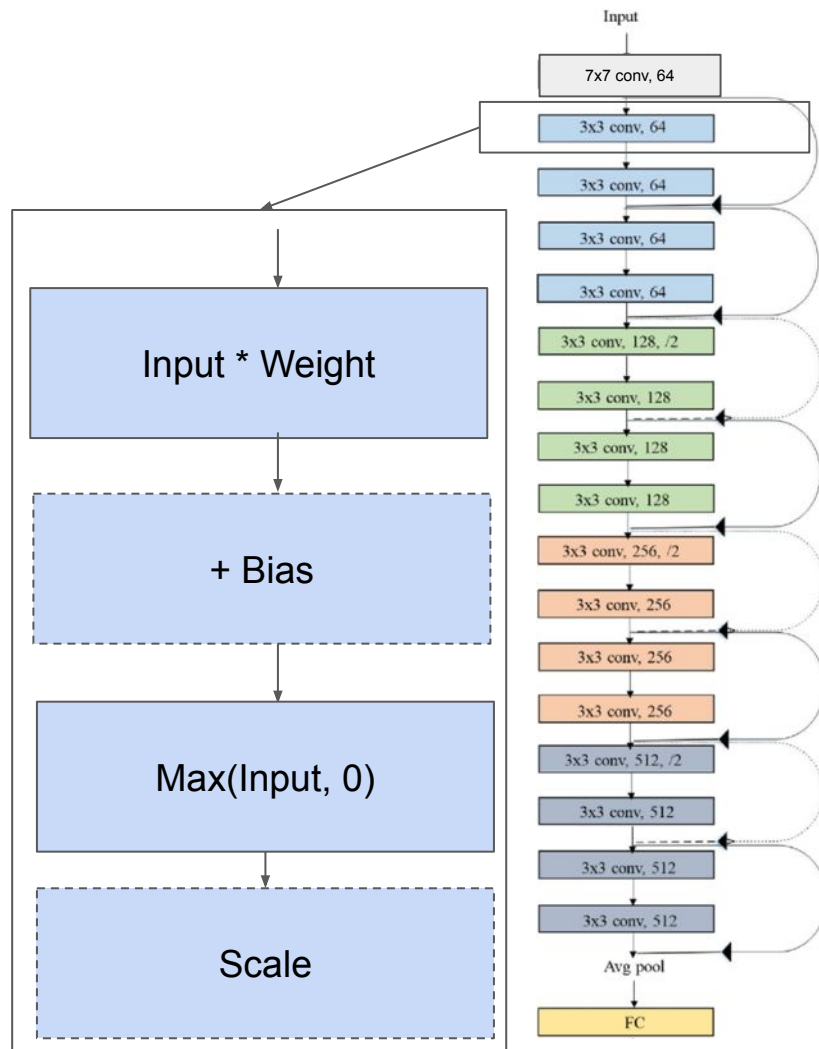 Input
7x7 conv, 64
3x3 conv, 64
3x3 conv, 64
3x3 conv, 64
3x3 conv, 64
3x3 conv, 128, /2
3x3 conv, 128
3x3 conv, 128
3x3 conv, 128
3x3 conv, 256, /2
3x3 conv, 256
3x3 conv, 256
3x3 conv, 256
3x3 conv, 512, /2
3x3 conv, 512
3x3 conv, 512
3x3 conv, 512
Avg pool
FC
Input * Weight
+ Bias
Max(Input, 0)
Scale